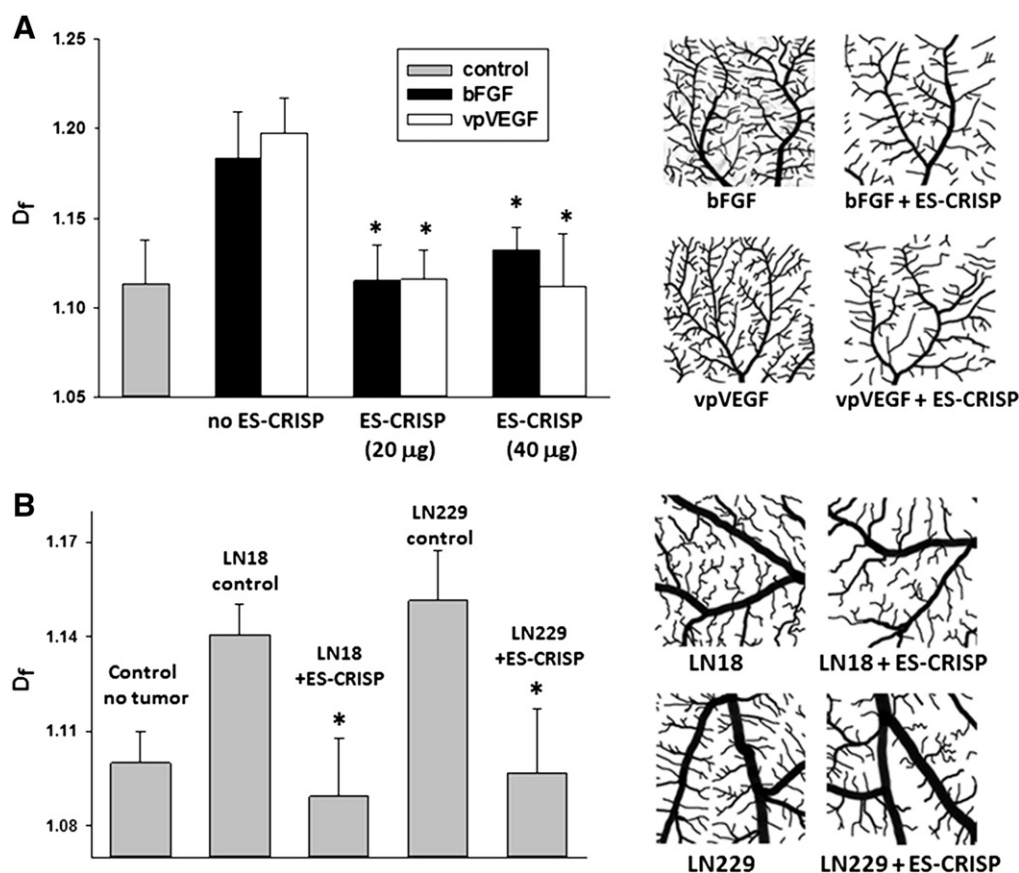 A
1.25
1.20
1.15
1.10
1.05
Df
control
bFGF
vpVEGF
* * * *
no ES-CRISP
ES-CRISP
(20 µg)
ES-CRISP
(40 µg)
bFGF
bFGF + ES-CRISP
vpVEGF
vpVEGF + ES-CRISP
B
1.17
1.14
1.11
1.08
Df
Control
no tumor
LN18
control
LN18
+ES-CRISP
*
LN229
control
LN229
+ES-CRISP
*
LN18
LN18 + ES-CRISP
LN229
LN229 + ES-CRISP